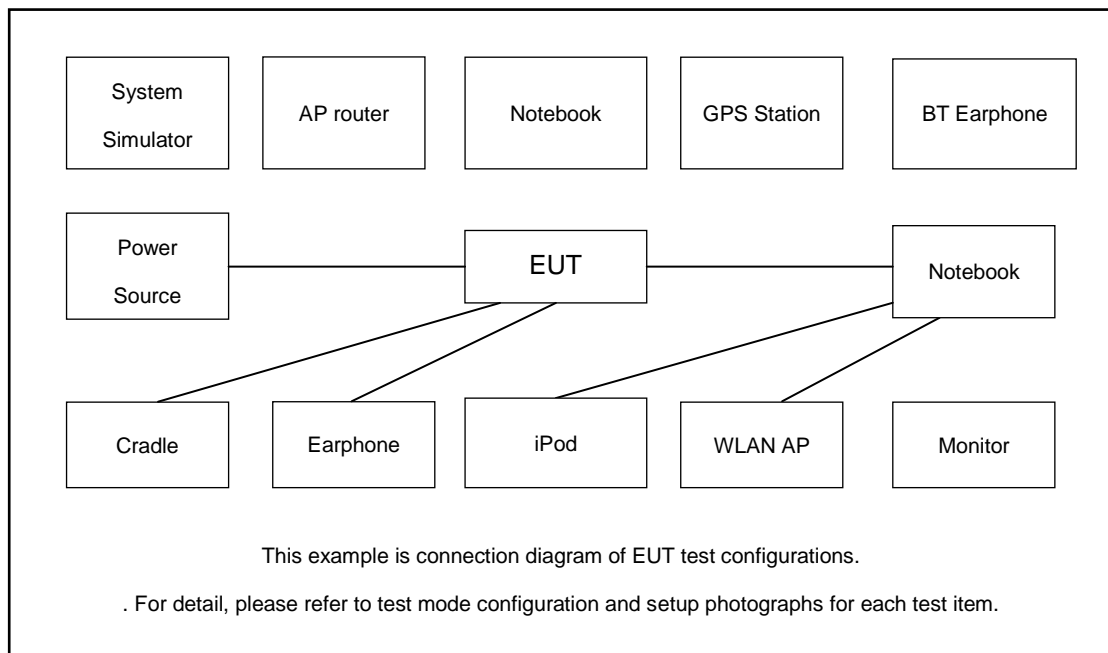 System
Simulator
AP router
Notebook
GPS Station
BT Earphone
Power
Source
EUT
Notebook
Cradle
Earphone
iPod
WLAN AP
Monitor
This example is connection diagram of EUT test configurations.
. For detail, please refer to test mode configuration and setup photographs for each test item.